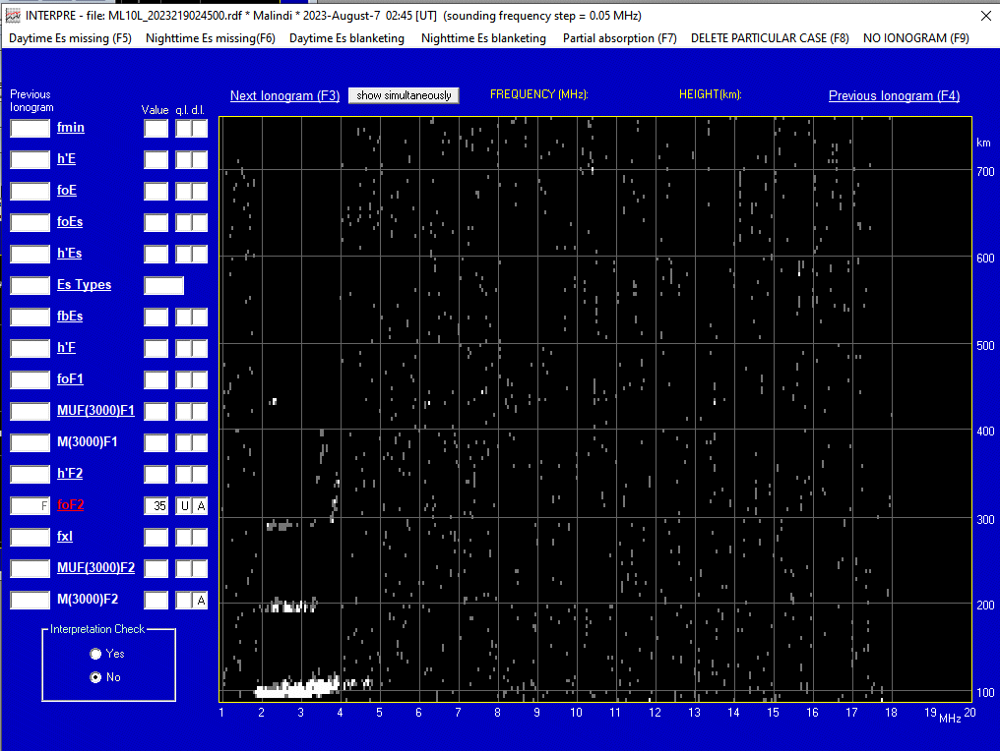 INTERPRE - file: ML10L_2023219024500.rdf * Malindi * 2023-August-7 02:45 [UT] (sounding frequency step = 0.05 MHz)
Daytime Es missing (F5) Nighttime Es missing(F6) Daytime Es blanketing Nighttime Es blanketing Partial absorption (F7) DELETE PARTICULAR CASE (F8) NO IONOGRAM (F9)
Previous
Ionogram
Value q.l. d.l.
Next Ionogram (F3) show simultaneously FREQUENCY (MHz): HEIGHT(km): Previous Ionogram (F4)
fmin
h'E
foE
foEs
h'Es
Es Types
fbEs
h'F
foF1
MUF(3000)F1
M(3000)F1
h'F2
F foF2 35 U A
fxI
MUF(3000)F2
M(3000)F2 A
Interpretation Check
Yes
No
km
700
600
500
400
300
200
100
1 2 3 4 5 6 7 8 9 10 11 12 13 14 15 16 17 18 19 20
MHz